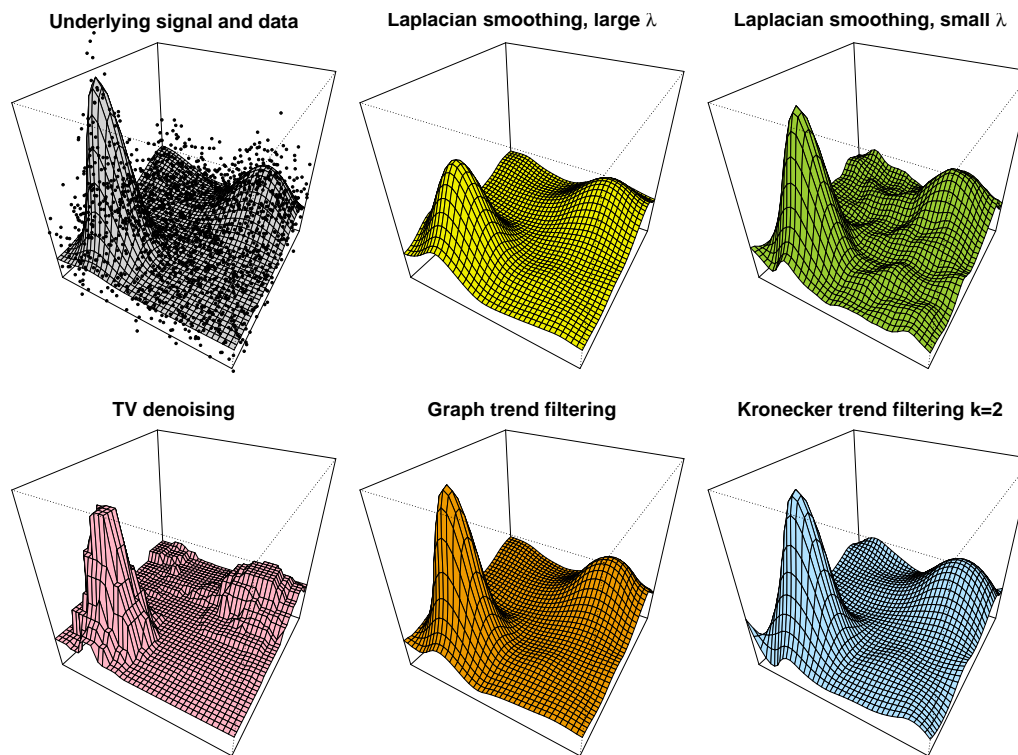 Underlying signal and data
Laplacian smoothing, large λ
Laplacian smoothing, small λ
TV denoising
Graph trend filtering
Kronecker trend filtering k=2